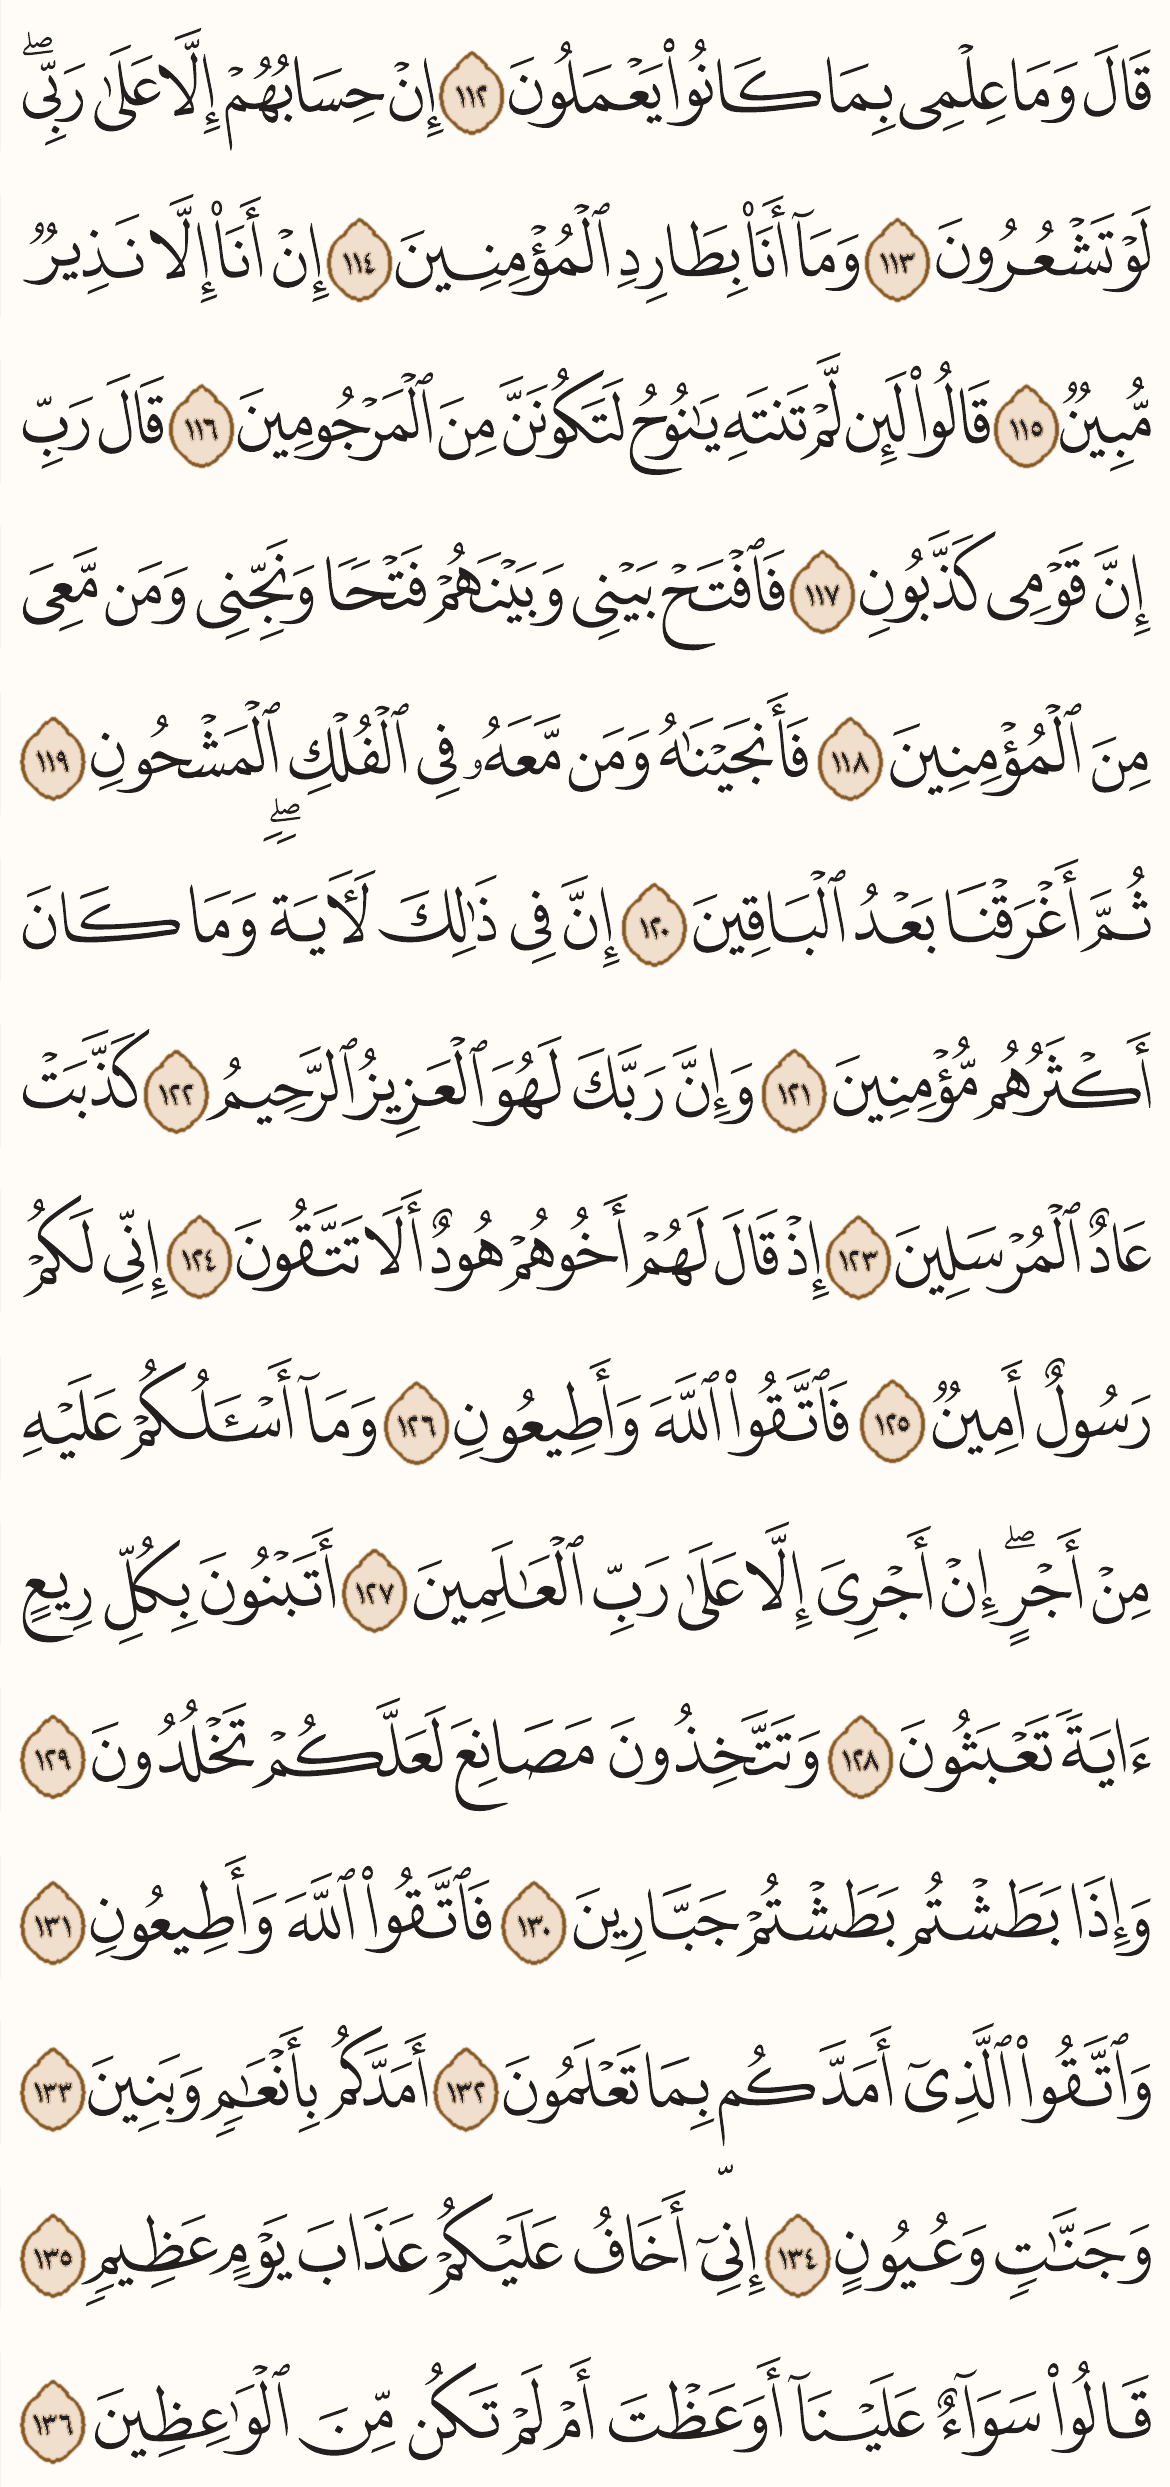 قَالَ وَمَا عِلْمِى بِمَا كَانُوا۟ يَعْمَلُونَ ١١٢ إِنْ حِسَابُهُمْ إِلَّا عَلَىٰ رَبِّى ۖ
لَوْ تَشْعُرُونَ ١١٣ وَمَآ أَنَا۠ بِطَارِدِ ٱلْمُؤْمِنِينَ ١١٤ إِنْ أَنَا۠ إِلَّا نَذِيرٌ
مُّبِينٌ ١١٥ قَالُوا۟ لَئِن لَّمْ تَنتَهِ يَـٰنُوحُ لَتَكُونَنَّ مِنَ ٱلْمَرْجُومِينَ ١١٦ قَالَ رَبِّ
إِنَّ قَوْمِى كَذَّبُونِ ١١٧ فَٱفْتَحْ بَيْنِى وَبَيْنَهُمْ فَتْحًا وَنَجِّنِى وَمَن مَّعِىَ
مِنَ ٱلْمُؤْمِنِينَ ١١٨ فَأَنجَيْنَـٰهُ وَمَن مَّعَهُۥ فِى ٱلْفُلْكِ ٱلْمَشْحُونِ ١١٩
ثُمَّ أَغْرَقْنَا بَعْدُ ٱلْبَاقِينَ ١٢٠ إِنَّ فِى ذَٰلِكَ لَـَٔايَةً ۖ وَمَا كَانَ
أَكْثَرُهُم مُّؤْمِنِينَ ١٢١ وَإِنَّ رَبَّكَ لَهُوَ ٱلْعَزِيزُ ٱلرَّحِيمُ ١٢٢ كَذَّبَتْ
عَادٌ ٱلْمُرْسَلِينَ ١٢٣ إِذْ قَالَ لَهُمْ أَخُوهُمْ هُودٌ أَلَا تَتَّقُونَ ١٢٤ إِنِّى لَكُمْ
رَسُولٌ أَمِينٌ ١٢٥ فَٱتَّقُوا۟ ٱللَّهَ وَأَطِيعُونِ ١٢٦ وَمَآ أَسْـَٔلُكُمْ عَلَيْهِ
مِنْ أَجْرٍ ۖ إِنْ أَجْرِىَ إِلَّا عَلَىٰ رَبِّ ٱلْعَـٰلَمِينَ ١٢٧ أَتَبْنُونَ بِكُلِّ رِيعٍ
ءَايَةً تَعْبَثُونَ ١٢٨ وَتَتَّخِذُونَ مَصَانِعَ لَعَلَّكُمْ تَخْلُدُونَ ١٢٩
وَإِذَا بَطَشْتُم بَطَشْتُمْ جَبَّارِينَ ١٣٠ فَٱتَّقُوا۟ ٱللَّهَ وَأَطِيعُونِ ١٣١
وَٱتَّقُوا۟ ٱلَّذِىٓ أَمَدَّكُم بِمَا تَعْلَمُونَ ١٣٢ أَمَدَّكُم بِأَنْعَـٰمٍ وَبَنِينَ ١٣٣
وَجَنَّـٰتٍ وَعُيُونٍ ١٣٤ إِنِّىٓ أَخَافُ عَلَيْكُمْ عَذَابَ يَوْمٍ عَظِيمٍ ١٣٥
قَالُوا۟ سَوَآءٌ عَلَيْنَآ أَوَعَظْتَ أَمْ لَمْ تَكُن مِّنَ ٱلْوَٰعِظِينَ ١٣٦